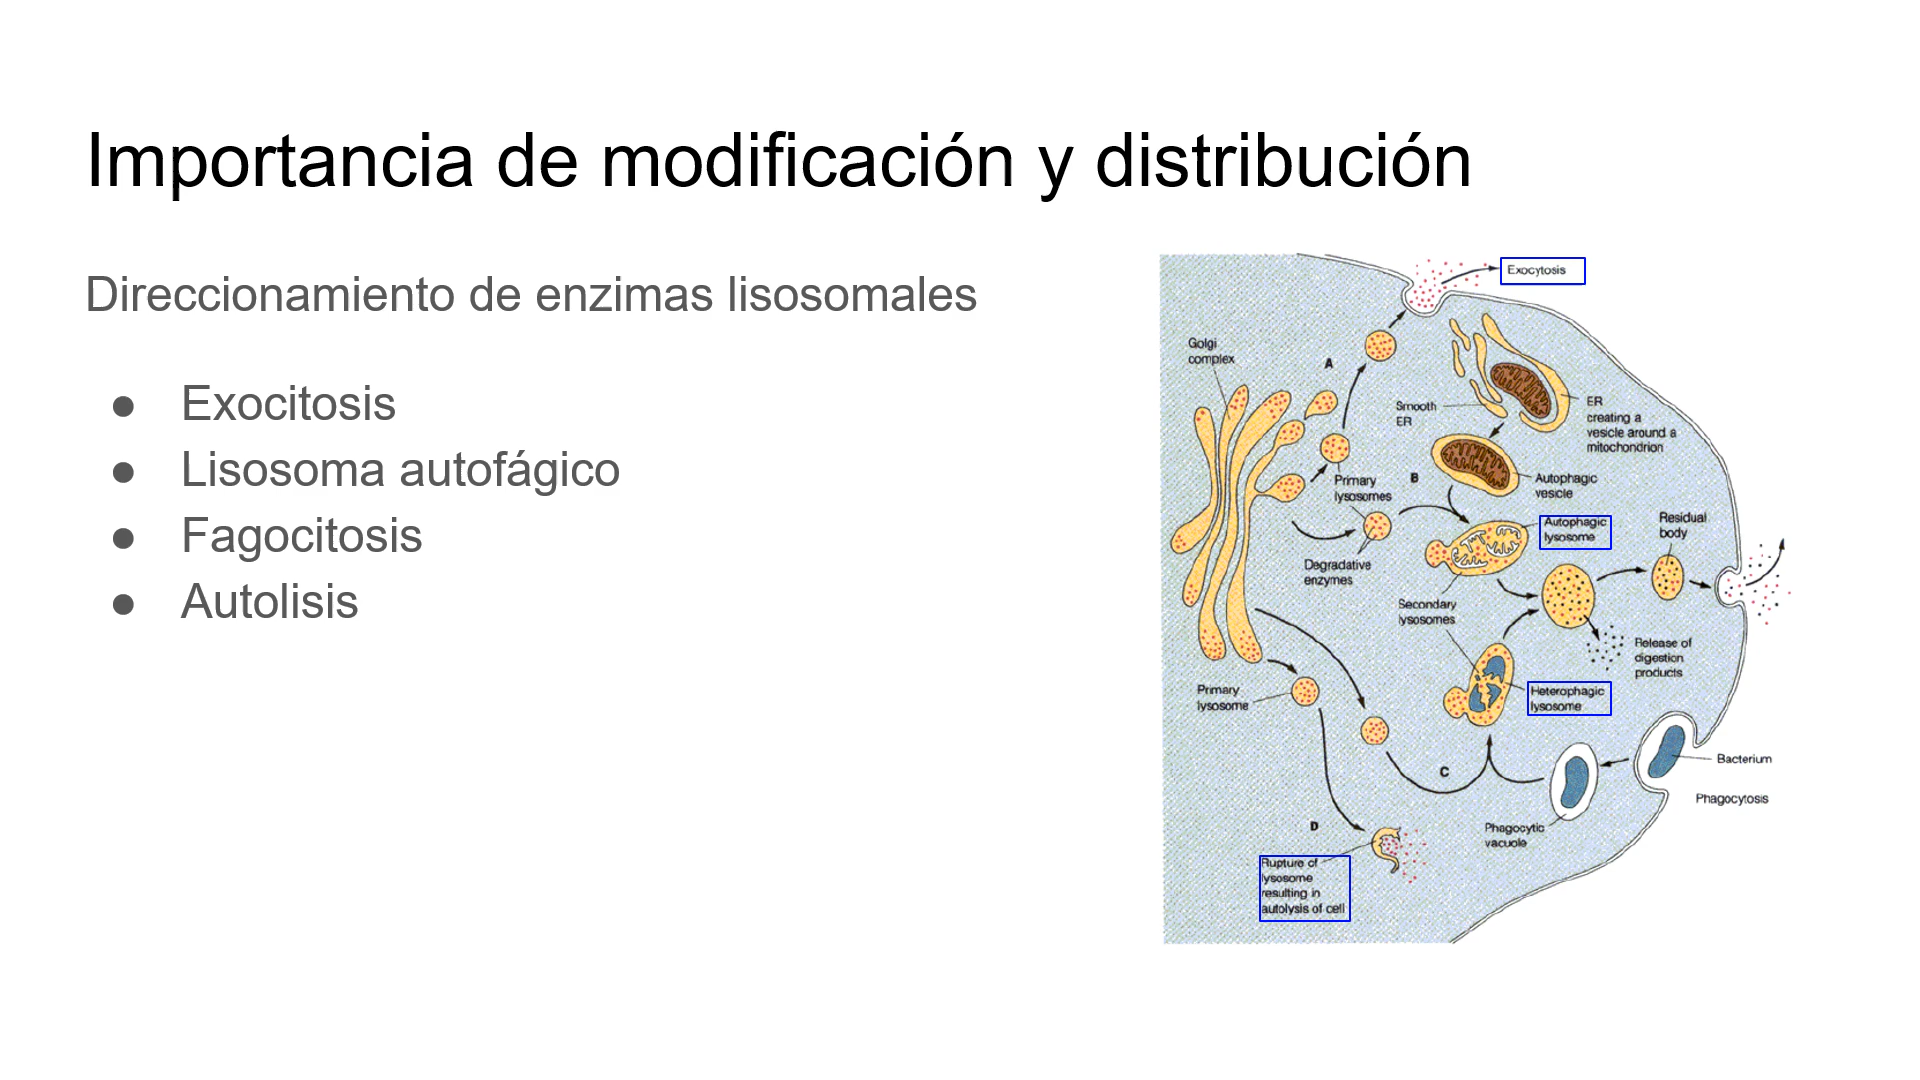 Importancia de modificación y distribución
Direccionamiento de enzimas lisosomales
● Exocitosis
● Lisosoma autofágico
● Fagocitosis
● Autolisis
Exocytosis
Golgi
complex
A
Smooth
ER
ER
creating a
vesicle around a
mitochondrion
Primary
lysosomes
B
Autophagic
vesicle
Autophagic
lysosome
Residual
body
Degradative
enzymes
Secondary
lysosomes
Release of
digestion
products
Primary
lysosome
Heterophagic
lysosome
C
Bacterium
Phagocytosis
Phagocytic
vacuole
D
Rupture of
lysosome
resulting in
autolysis of cell